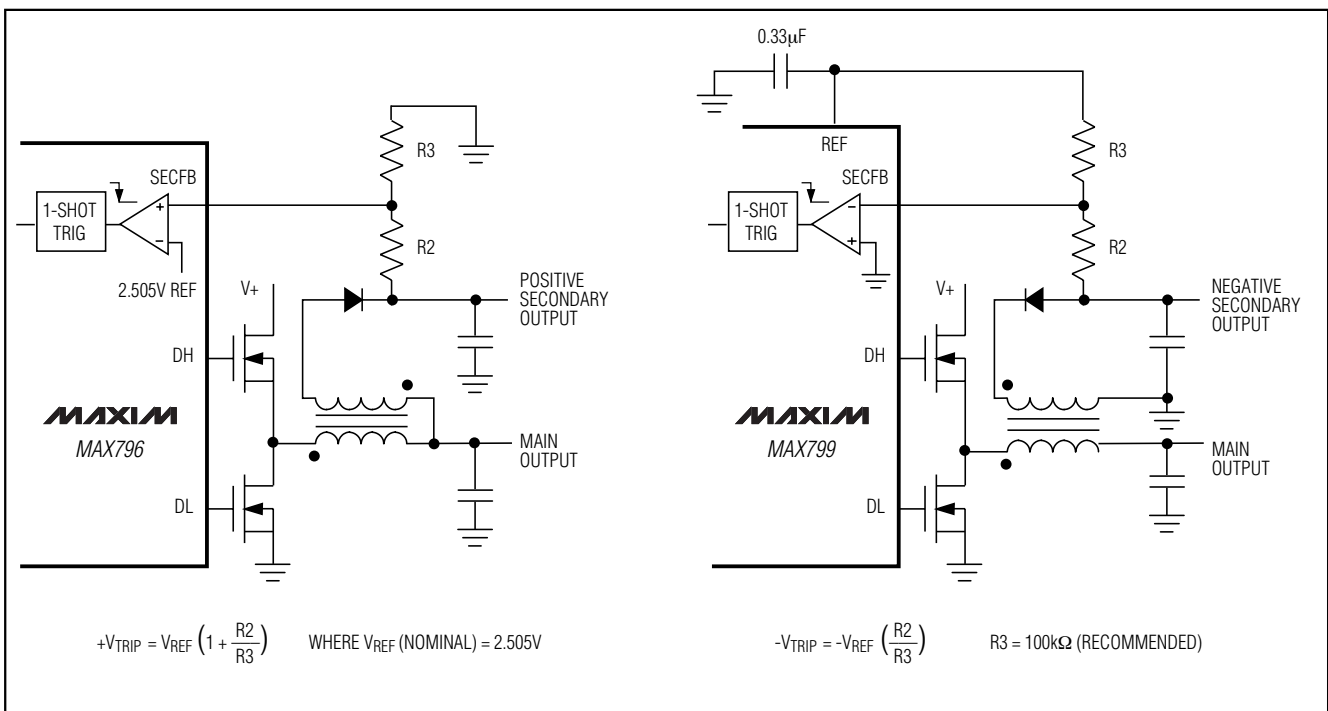 R3
SECFB
1-SHOT
TRIG
+
−
R2
2.505V REF
V+
POSITIVE
SECONDARY
OUTPUT
DH
MAXIM
MAX796
MAIN
OUTPUT
DL
+VTRIP = VREF (1 + R2/R3) WHERE VREF (NOMINAL) = 2.505V
0.33μF
REF
R3
SECFB
1-SHOT
TRIG
−
+
R2
V+
NEGATIVE
SECONDARY
OUTPUT
DH
MAXIM
MAX799
MAIN
OUTPUT
DL
-VTRIP = -VREF (R2/R3) R3 = 100kΩ (RECOMMENDED)